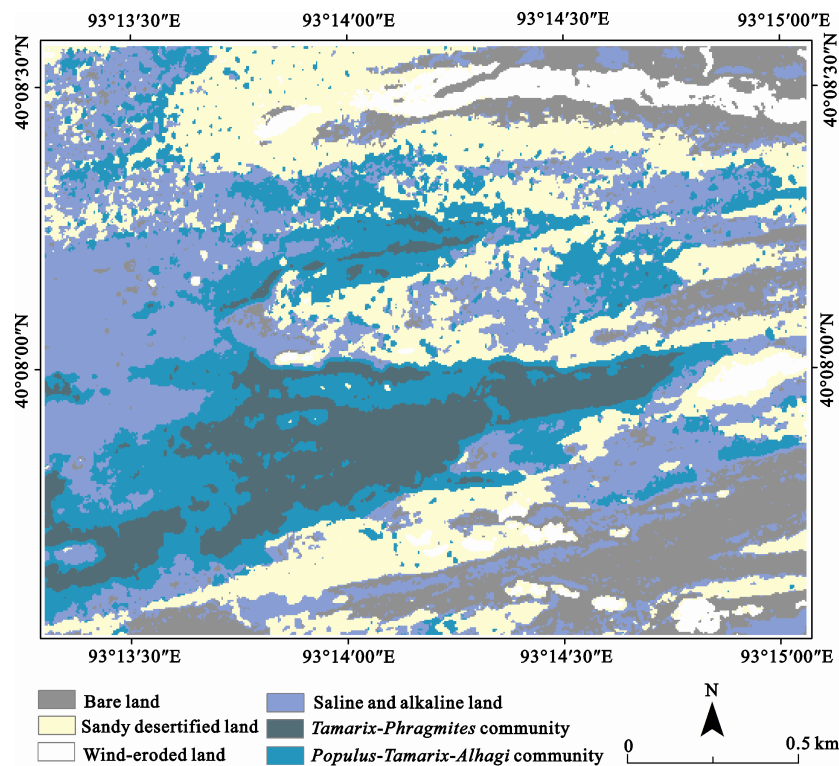 93°13′30″E 93°14′00″E 93°14′30″E 93°15′00″E
40°08′30″N 40°08′30″N
40°08′00″N 40°08′00″N
93°13′30″E 93°14′00″E 93°14′30″E 93°15′00″E
Bare land
Sandy desertified land
Wind-eroded land
Saline and alkaline land
Tamarix-Phragmites community
Populus-Tamarix-Alhagi community
N
0 0.5 km